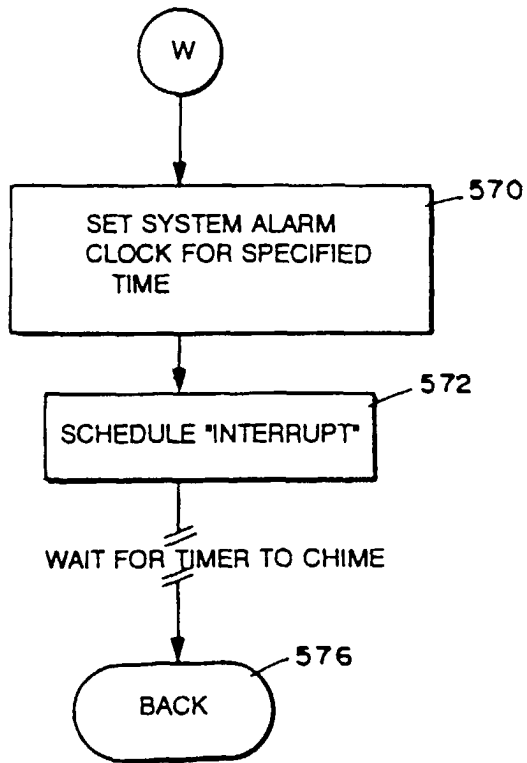 W
570
SET SYSTEM ALARM
CLOCK FOR SPECIFIED
TIME
572
SCHEDULE "INTERRUPT"
WAIT FOR TIMER TO CHIME
576
BACK